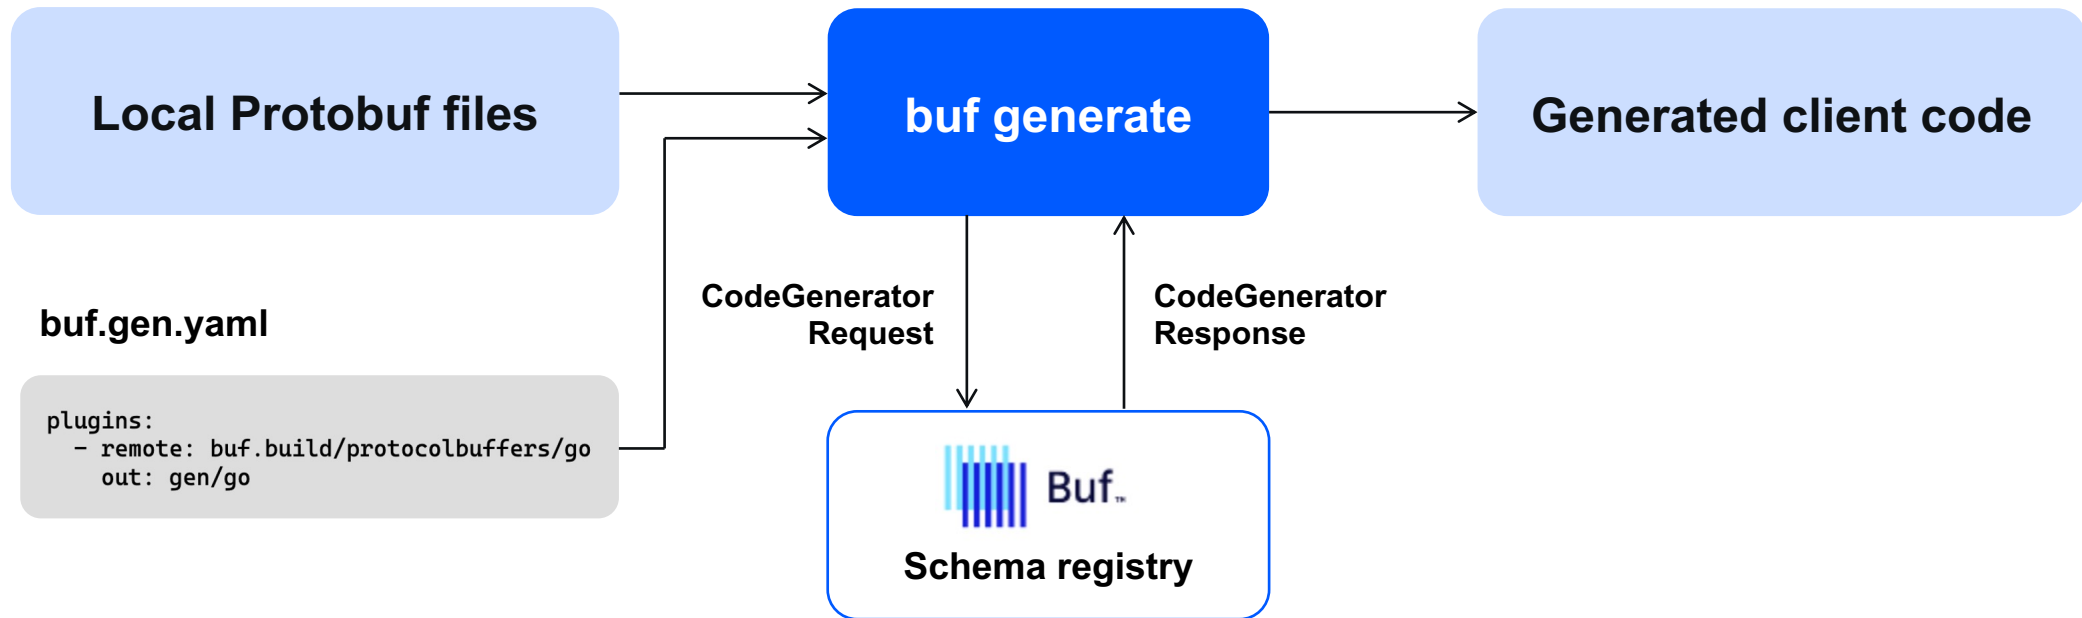 Local Protobuf files
buf generate
Generated client code
CodeGenerator
Request
CodeGenerator
Response
buf.gen.yaml
plugins:
  - remote: buf.build/protocolbuffers/go
    out: gen/go
Buf™
Schema registry